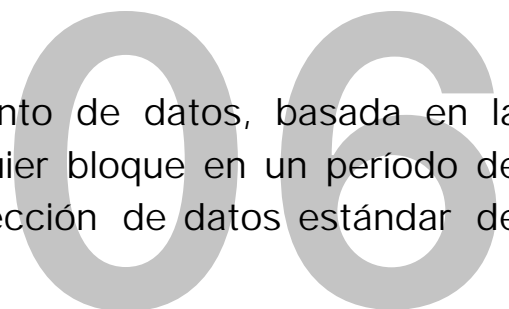 06
nto de datos, basada en la
uier bloque en un período de
ección de datos estándar de